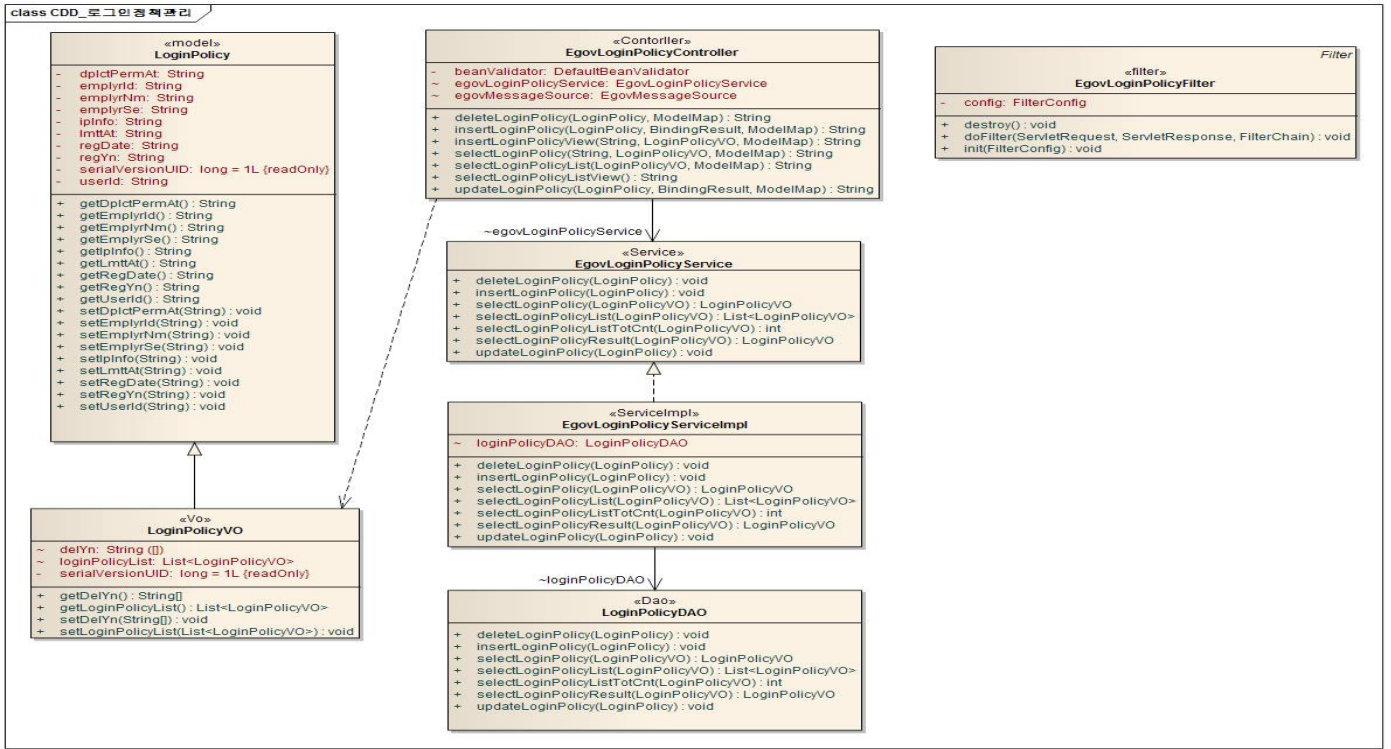 class CDD_로그인정책관리
«model»
LoginPolicy
- dplctPermAt: String
- emplyrId: String
- emplyrNm: String
- emplyrSe: String
- ipInfo: String
- lmttAt: String
- regDate: String
- regYn: String
- serialVersionUID: long = 1L {readOnly}
- userId: String
+ getDplctPermAt() : String
+ getEmplyrId() : String
+ getEmplyrNm() : String
+ getEmplyrSe() : String
+ getIpInfo() : String
+ getLmttAt() : String
+ getRegDate() : String
+ getRegYn() : String
+ getUserId() : String
+ setDplctPermAt(String) : void
+ setEmplyrId(String) : void
+ setEmplyrNm(String) : void
+ setEmplyrSe(String) : void
+ setIpInfo(String) : void
+ setLmttAt(String) : void
+ setRegDate(String) : void
+ setRegYn(String) : void
+ setUserId(String) : void
«Vo»
LoginPolicyVO
~ delYn: String ([])
~ loginPolicyList: List<LoginPolicyVO>
- serialVersionUID: long = 1L {readOnly}
+ getDelYn() : String[]
+ getLoginPolicyList() : List<LoginPolicyVO>
+ setDelYn(String[]) : void
+ setLoginPolicyList(List<LoginPolicyVO>) : void
«Contorller»
EgovLoginPolicyController
- beanValidator: DefaultBeanValidator
~ egovLoginPolicyService: EgovLoginPolicyService
~ egovMessageSource: EgovMessageSource
+ deleteLoginPolicy(LoginPolicy, ModelMap) : String
+ insertLoginPolicy(LoginPolicy, BindingResult, ModelMap) : String
+ insertLoginPolicyView(String, LoginPolicyVO, ModelMap) : String
+ selectLoginPolicy(String, LoginPolicyVO, ModelMap) : String
+ selectLoginPolicyList(LoginPolicyVO, ModelMap) : String
+ selectLoginPolicyListView() : String
+ updateLoginPolicy(LoginPolicy, BindingResult, ModelMap) : String
~egovLoginPolicyService
«Service»
EgovLoginPolicyService
+ deleteLoginPolicy(LoginPolicy) : void
+ insertLoginPolicy(LoginPolicy) : void
+ selectLoginPolicy(LoginPolicyVO) : LoginPolicyVO
+ selectLoginPolicyList(LoginPolicyVO) : List<LoginPolicyVO>
+ selectLoginPolicyListTotCnt(LoginPolicyVO) : int
+ selectLoginPolicyResult(LoginPolicyVO) : LoginPolicyVO
+ updateLoginPolicy(LoginPolicy) : void
«ServiceImpl»
EgovLoginPolicyServiceImpl
~ loginPolicyDAO: LoginPolicyDAO
+ deleteLoginPolicy(LoginPolicy) : void
+ insertLoginPolicy(LoginPolicy) : void
+ selectLoginPolicy(LoginPolicyVO) : LoginPolicyVO
+ selectLoginPolicyList(LoginPolicyVO) : List<LoginPolicyVO>
+ selectLoginPolicyListTotCnt(LoginPolicyVO) : int
+ selectLoginPolicyResult(LoginPolicyVO) : LoginPolicyVO
+ updateLoginPolicy(LoginPolicy) : void
~loginPolicyDAO
«Dao»
LoginPolicyDAO
+ deleteLoginPolicy(LoginPolicy) : void
+ insertLoginPolicy(LoginPolicy) : void
+ selectLoginPolicy(LoginPolicyVO) : LoginPolicyVO
+ selectLoginPolicyList(LoginPolicyVO) : List<LoginPolicyVO>
+ selectLoginPolicyListTotCnt(LoginPolicyVO) : int
+ selectLoginPolicyResult(LoginPolicyVO) : LoginPolicyVO
+ updateLoginPolicy(LoginPolicy) : void
Filter
«filter»
EgovLoginPolicyFilter
- config: FilterConfig
+ destroy() : void
+ doFilter(ServletRequest, ServletResponse, FilterChain) : void
+ init(FilterConfig) : void